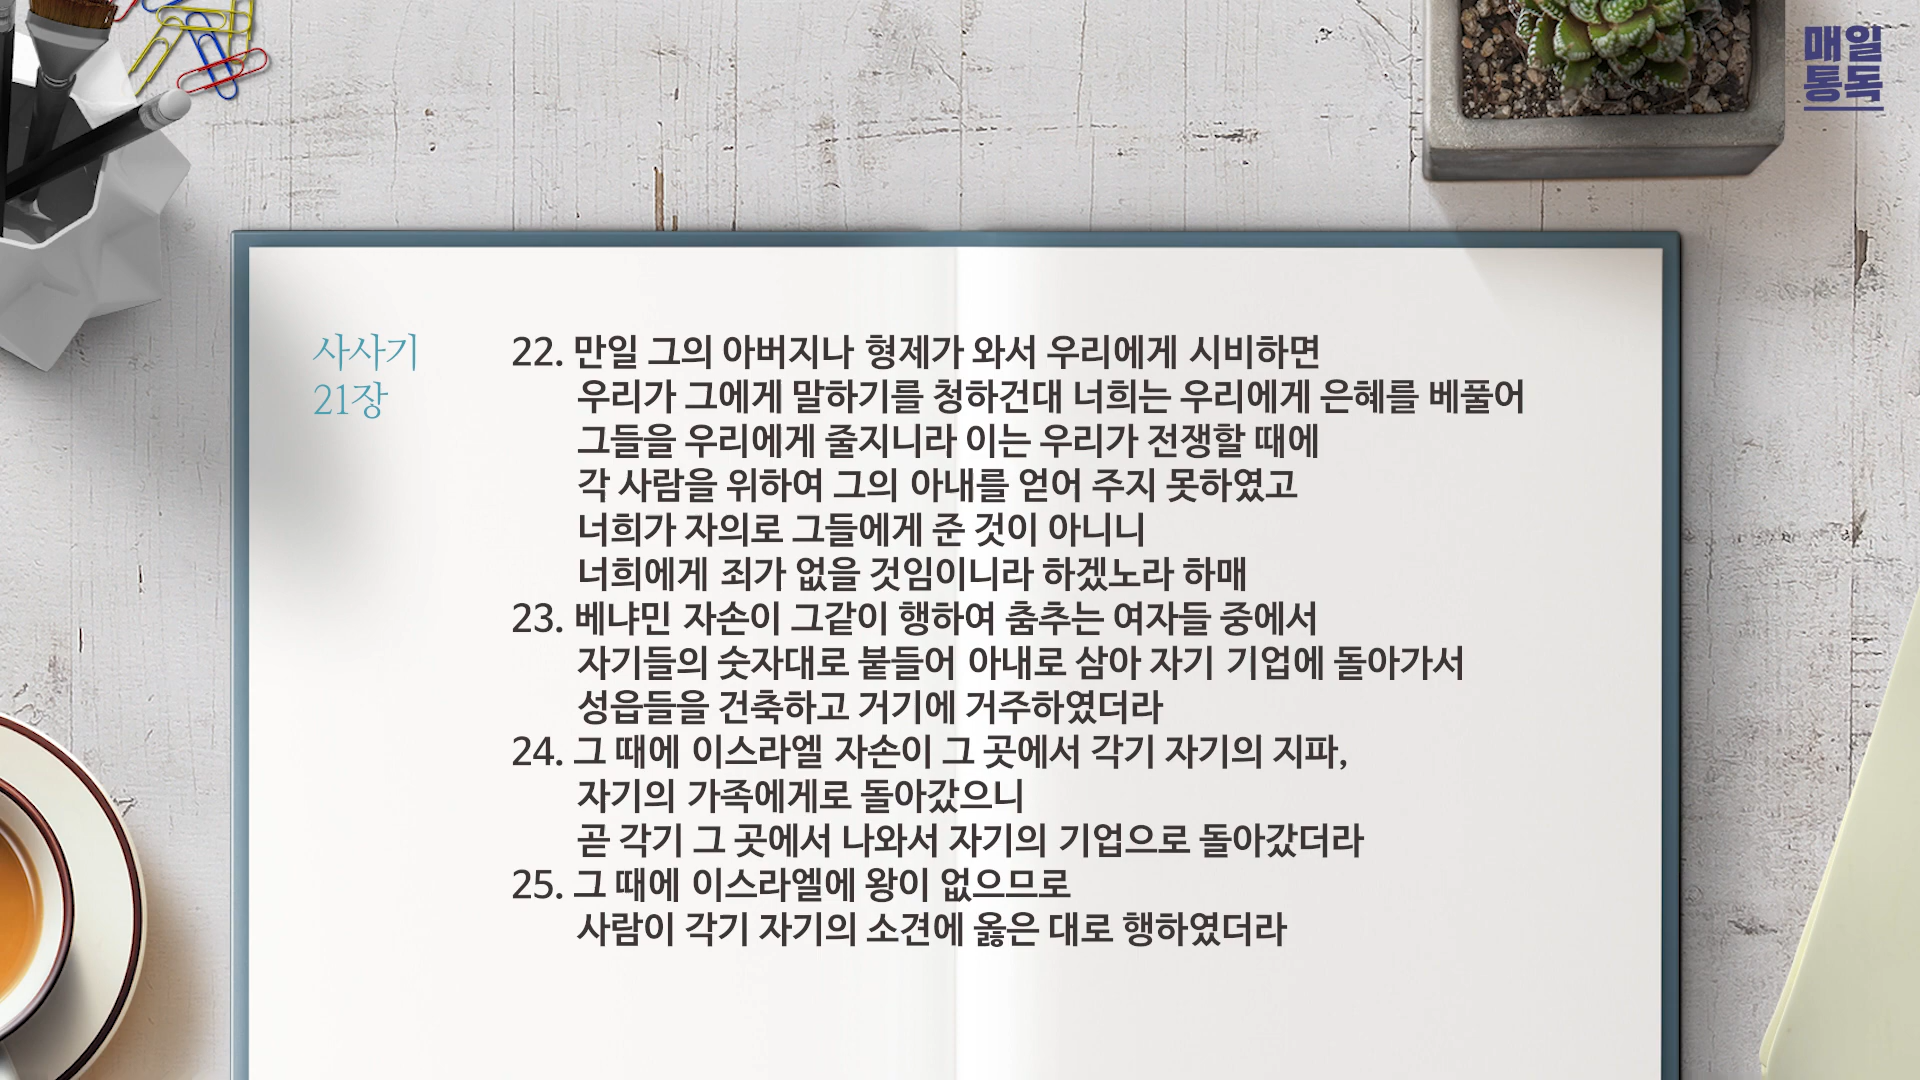 매일
통독
사사기
21장
22. 만일 그의 아버지나 형제가 와서 우리에게 시비하면
우리가 그에게 말하기를 청하건대 너희는 우리에게 은혜를 베풀어
그들을 우리에게 줄지니라 이는 우리가 전쟁할 때에
각 사람을 위하여 그의 아내를 얻어 주지 못하였고
너희가 자의로 그들에게 준 것이 아니니
너희에게 죄가 없을 것임이니라 하겠노라 하매
23. 베냐민 자손이 그같이 행하여 춤추는 여자들 중에서
자기들의 숫자대로 붙들어 아내로 삼아 자기 기업에 돌아가서
성읍들을 건축하고 거기에 거주하였더라
24. 그 때에 이스라엘 자손이 그 곳에서 각기 자기의 지파,
자기의 가족에게로 돌아갔으니
곧 각기 그 곳에서 나와서 자기의 기업으로 돌아갔더라
25. 그 때에 이스라엘에 왕이 없으므로
사람이 각기 자기의 소견에 옳은 대로 행하였더라